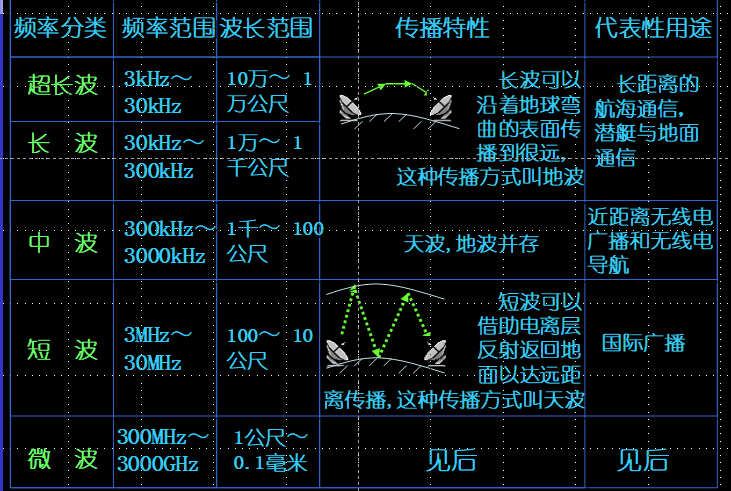 频率分类 频率范围 波长范围 传播特性 代表性用途
超长波
3kHz～
30kHz
10万～ 1
万公尺
长波可以
沿着地球弯
曲的表面传
播到很远,
这种传播方式叫地波
长距离的
航海通信,
潜艇与地面
通信
长 波
30kHz～
300kHz
1万～ 1
千公尺
中 波
300kHz～
3000kHz
1千～ 100
公尺
天波,地波并存
近距离无线电
广播和无线电
导航
短 波
3MHz～
30MHz
100～ 10
公尺
短波可以
借助电离层
反射返回地
面以达远距
离传播,这种传播方式叫天波
国际广播
微 波
300MHz～
3000GHz
1公尺～
0.1毫米
见后
见后